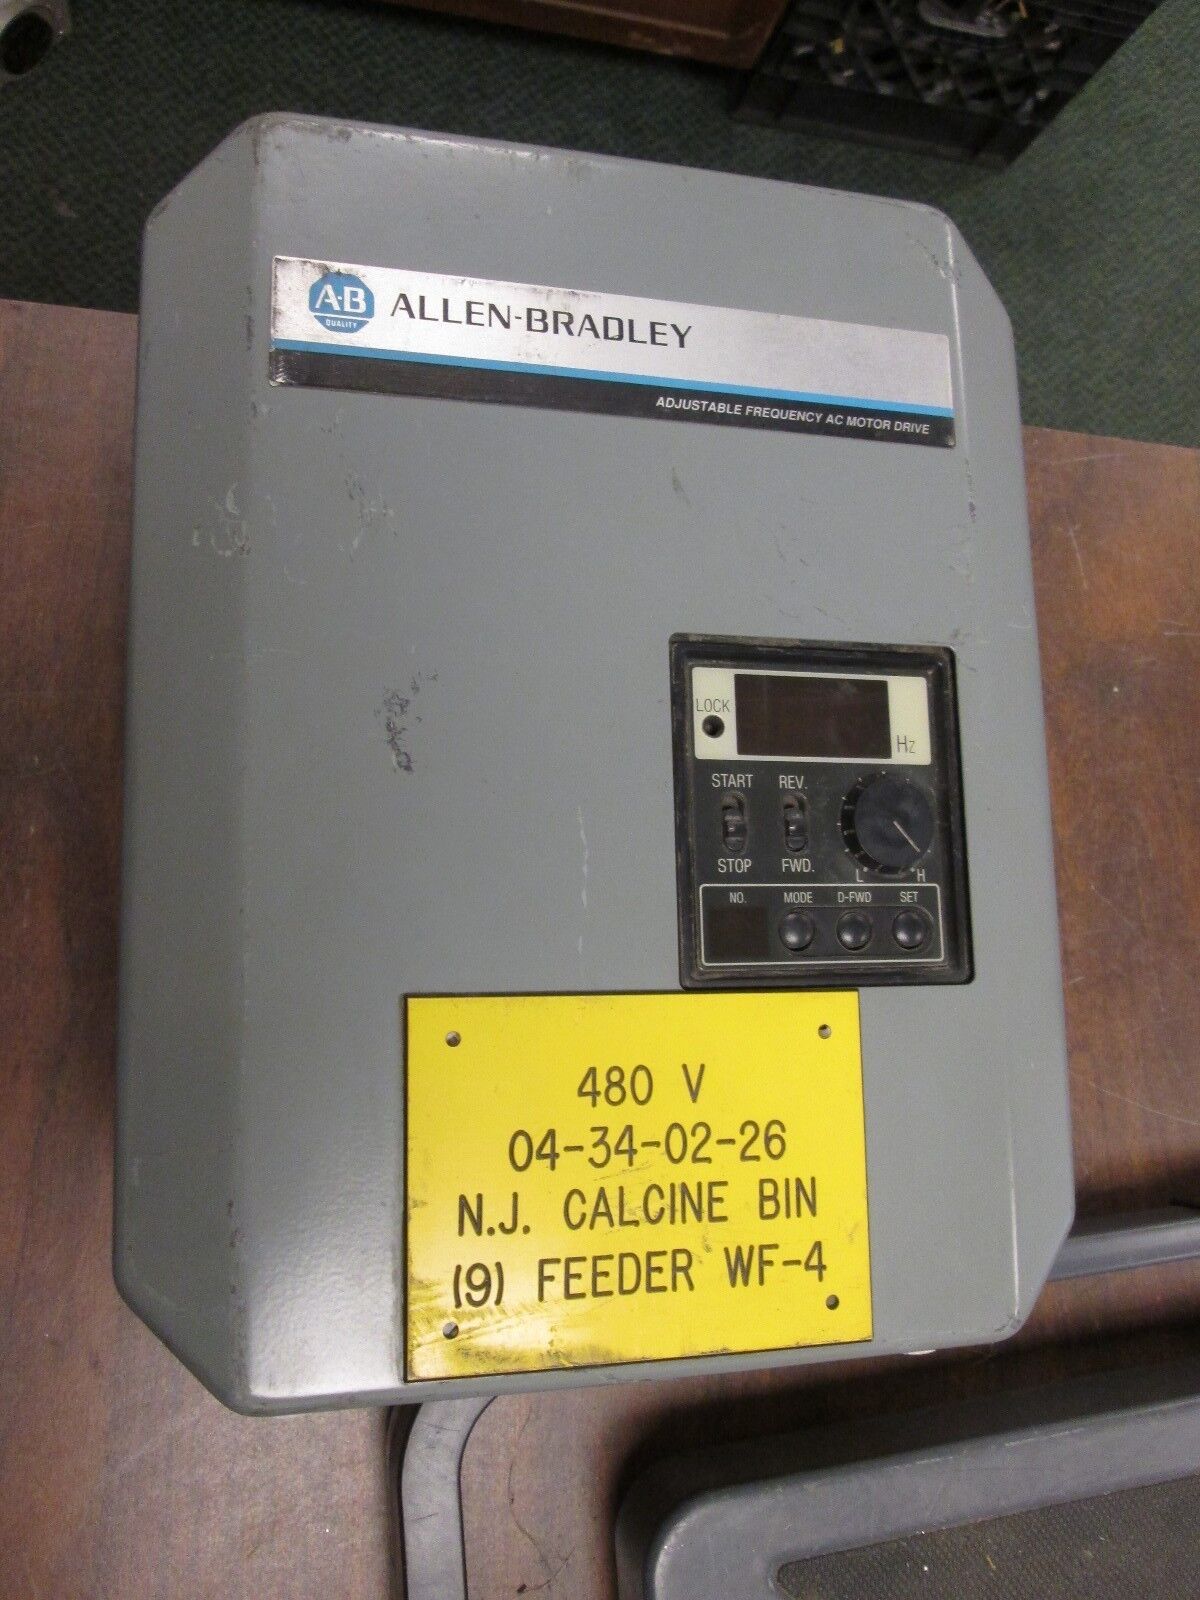 A-B
QUALITY
ALLEN-BRADLEY
ADJUSTABLE FREQUENCY AC MOTOR DRIVE
LOCK
Hz
START
REV.
STOP
FWD.
L
H
NO.
MODE
D-FWD
SET
480 V
04-34-02-26
N.J. CALCINE BIN
(9) FEEDER WF-4